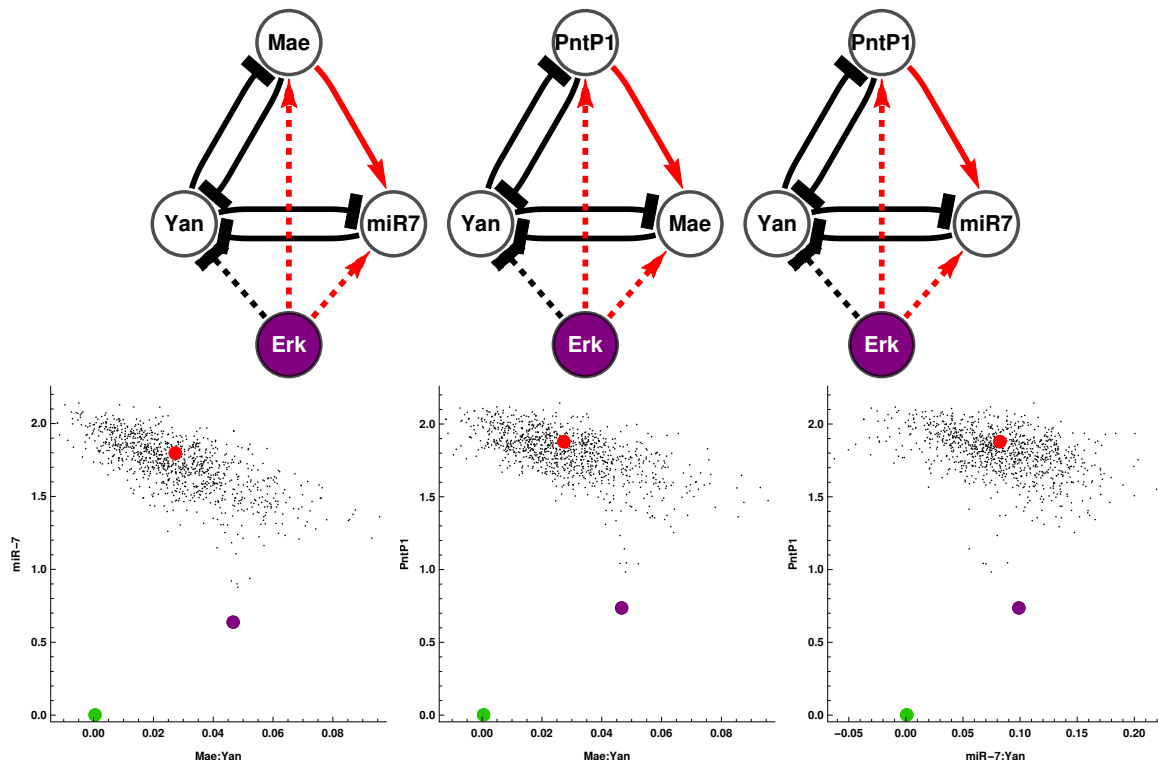 Mae PntP1 PntP1
Yan miR7 Yan Mae Yan miR7
Erk Erk Erk
miR-7
2.0
1.5
1.0
0.5
0.0
0.00 0.02 0.04 0.06 0.08
Mae:Yan
PntP1
2.0
1.5
1.0
0.5
0.0
0.00 0.02 0.04 0.06 0.08
Mae:Yan
PntP1
2.0
1.5
1.0
0.5
0.0
−0.05 0.00 0.05 0.10 0.15 0.20
miR-7:Yan